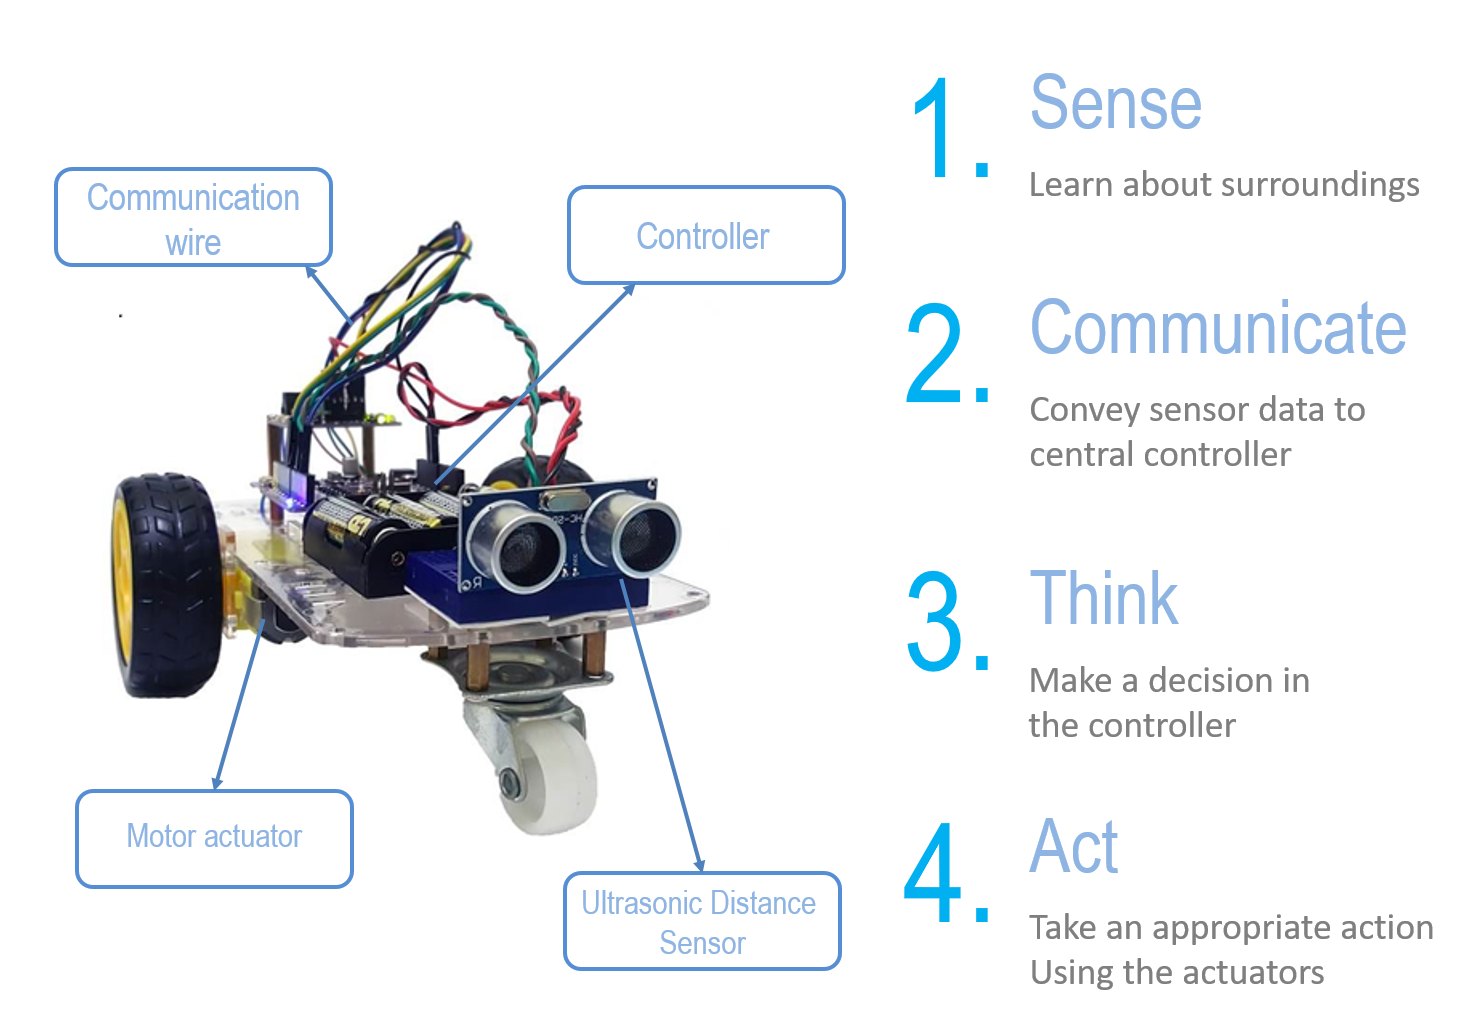 Communication
wire
Controller
Motor actuator
Ultrasonic Distance
Sensor
1. Sense
Learn about surroundings
2. Communicate
Convey sensor data to
central controller
3. Think
Make a decision in
the controller
4. Act
Take an appropriate action
Using the actuators